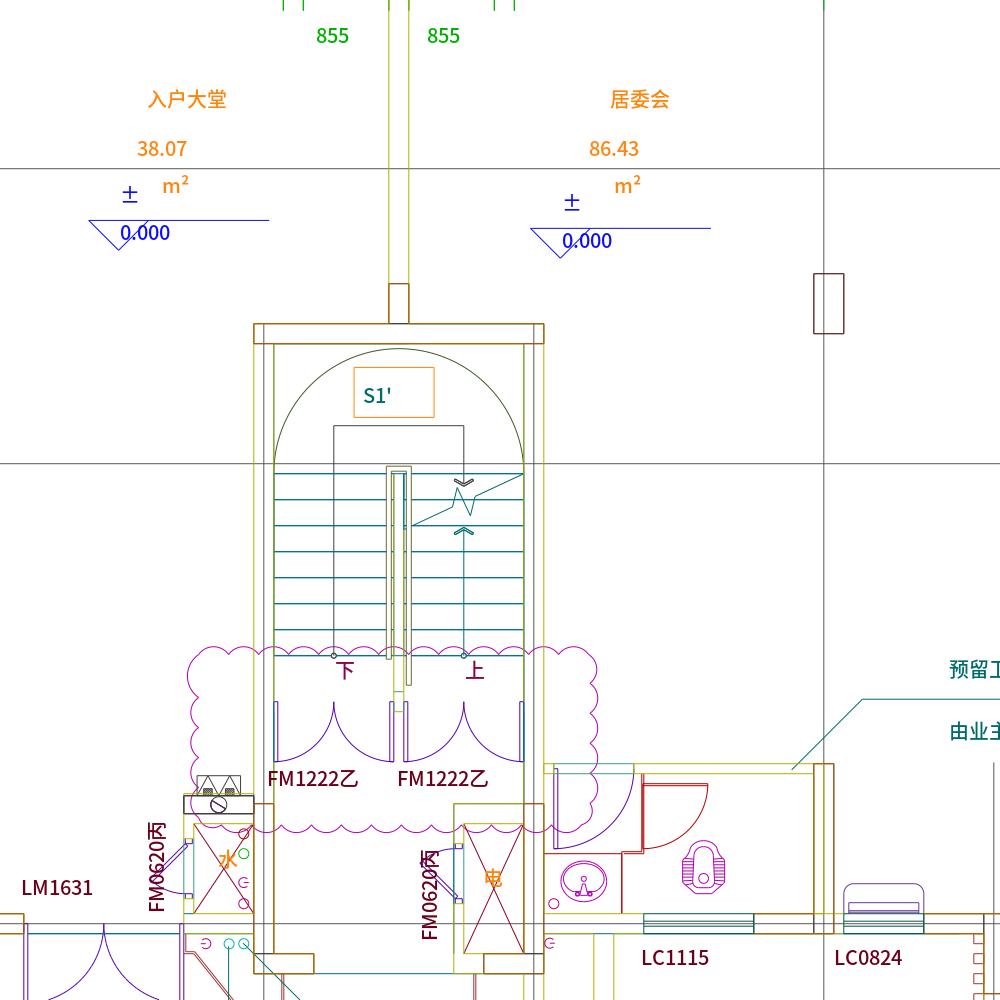 855
855
入户大堂
居委会
38.07
86.43
m²
m²
±
0.000
±
0.000
S1'
下
上
预留工
由业主
FM1222乙
FM1222乙
FM0620丙
水
FM0620丙
电
LM1631
LC1115
LC0824